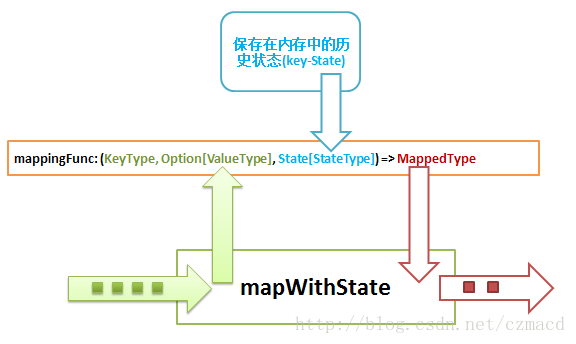 保存在内存中的历
史状态(key-State)
mappingFunc: (KeyType, Option[ValueType], State[StateType]) => MappedType
mapWithState
http://blog.csdn.net/czmacd